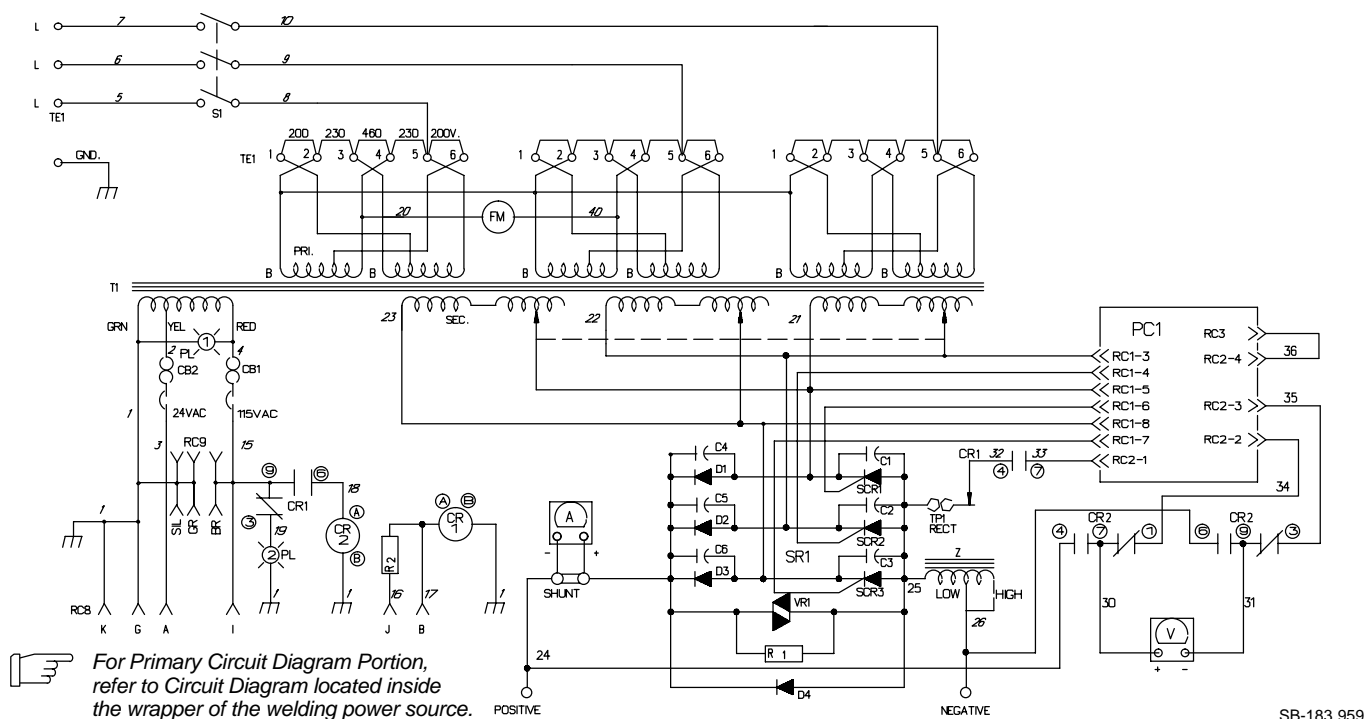 L 7 10
L 6 9
L 5 8
TE1 S1
GND.
200 230 460 230 200V.
TE1 1 2 3 4 5 6 1 2 3 4 5 6 1 2 3 4 5 6
20 FM 40
PRI.
B B B B B B
T1
GRN YEL RED 23 SEC. 22 21
PC1
1 PL
2 4
CB2 CB1
RC1-3 RC3
RC1-4 RC2-4 36
RC1-5
RC1-6 RC2-3 35
RC1-8
RC1-7 RC2-2
RC2-1
1 24VAC 115VAC
3 RC9 15
CR1 32 33
4 7
34
C4 C1
D1 SCR1
C5 C2
D2 SCR2
C6 C3
D3 SCR3
SR1
TP1
RECT
9 6
CR1 18
3 19
SIL GR BR
2 PL
CR 2 A B
A B
CR 1
R 2
1 1 1 1
16 17
A
- +
SHUNT
VR1
R 1
D4
25 Z
LOW HIGH
26
4 CR2 7 1 6 CR2 9 3
30 31
V
+ -
RC8
K G A I J B
24
POSITIVE NEGATIVE
For Primary Circuit Diagram Portion,
refer to Circuit Diagram located inside
the wrapper of the welding power source.
SB-183 959